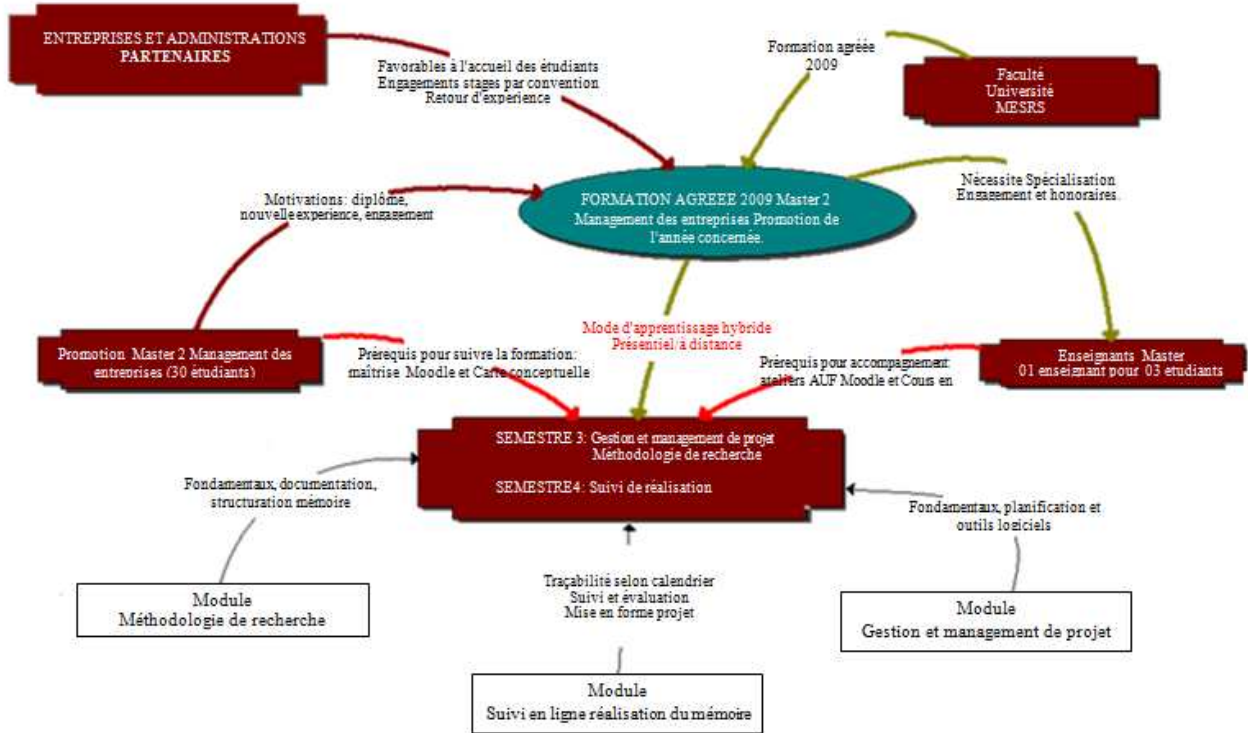 ENTREPRISES ET ADMINISTRATIONS
PARTENAIRES
Favorables à l'accueil des étudiants
Engagements stages par convention
Retour d'expérience
Formation agréée
2009
Faculté
Université
MESRS
Motivations: diplôme,
nouvelle expérience, engagement
FORMATION AGREEE 2009 Master 2
Management des entreprises Promotion de
l'année concernée.
Nécessite Spécialisation
Engagement et honoraires.
Promotion Master 2 Management des
entreprises (30 étudiants)
Prérequis pour suivre la formation:
maîtrise Moodle et Carte conceptuelle
Mode d'apprentissage hybride
Présentiel/à distance
Prérequis pour accompagnement:
ateliers AUF Moodle et Cours en
Enseignants Master
01 enseignant pour 03 étudiants
SEMESTRE 3: Gestion et management de projet
Méthodologie de recherche
SEMESTRE4: Suivi de réalisation
Fondamentaux, documentation,
structuration mémoire
Fondamentaux, planification et
outils logiciels
Traçabilité selon calendrier
Suivi et évaluation
Mise en forme projet
Module
Méthodologie de recherche
Module
Gestion et management de projet
Module
Suivi en ligne réalisation du mémoire